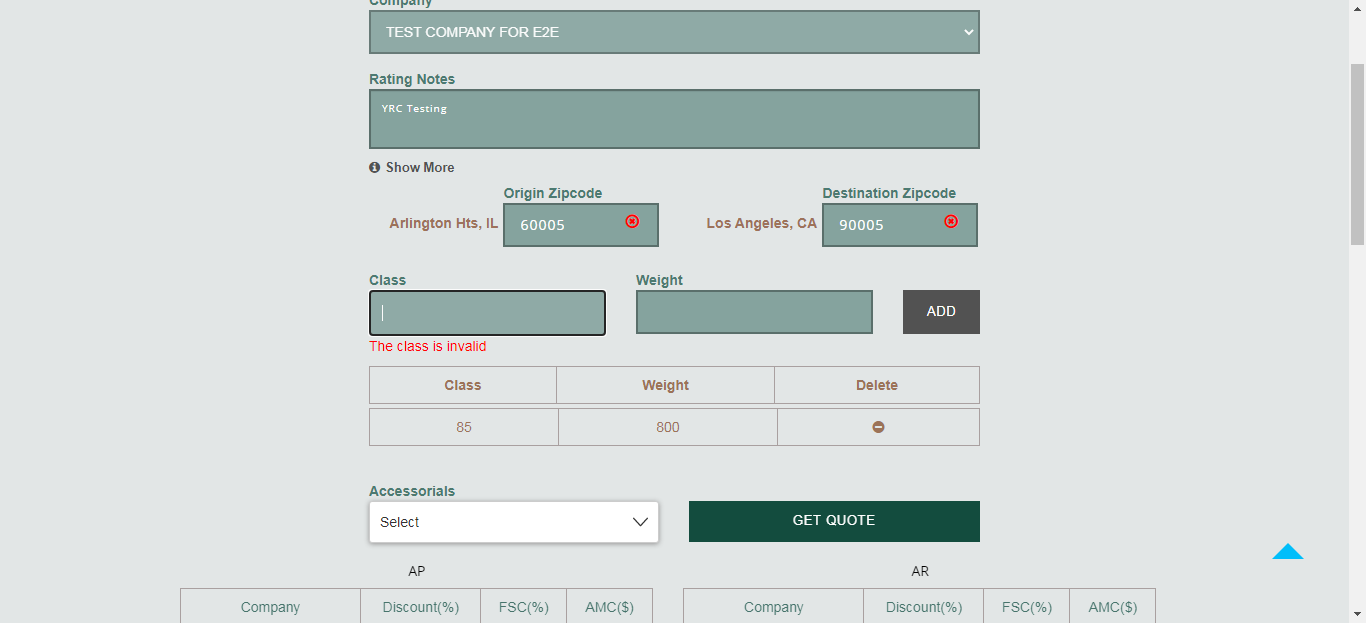 Company
TEST COMPANY FOR E2E
Rating Notes
YRC Testing
Show More
Origin Zipcode
Destination Zipcode
Arlington Hts, IL
60005
Los Angeles, CA
90005
Class
Weight
ADD
The class is invalid
Class Weight Delete
85 800
Accessorials
Select
GET QUOTE
AP
AR
Company Discount(%) FSC(%) AMC($)
Company Discount(%) FSC(%) AMC($)